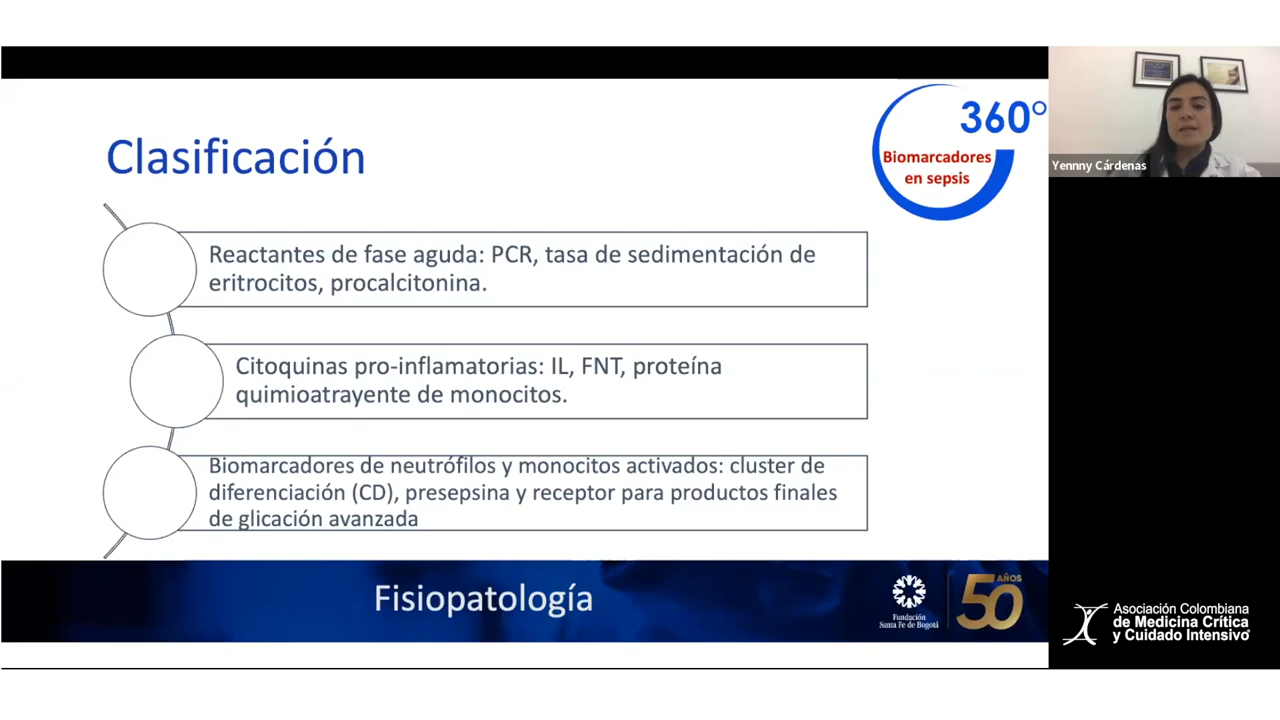 Clasificación
360°
Biomarcadores
en sepsis
Reactantes de fase aguda: PCR, tasa de sedimentación de
eritrocitos, procalcitonina.
Citoquinas pro-inflamatorias: IL, FNT, proteína
quimioatrayente de monocitos.
Biomarcadores de neutrófilos y monocitos activados: cluster de
diferenciación (CD), presepsina y receptor para productos finales
de glicación avanzada
Fisiopatología
Fundación
Santa Fe de Bogotá
50 AÑOS
Yennny Cárdenas
Asociación Colombiana
de Medicina Crítica
y Cuidado Intensivo